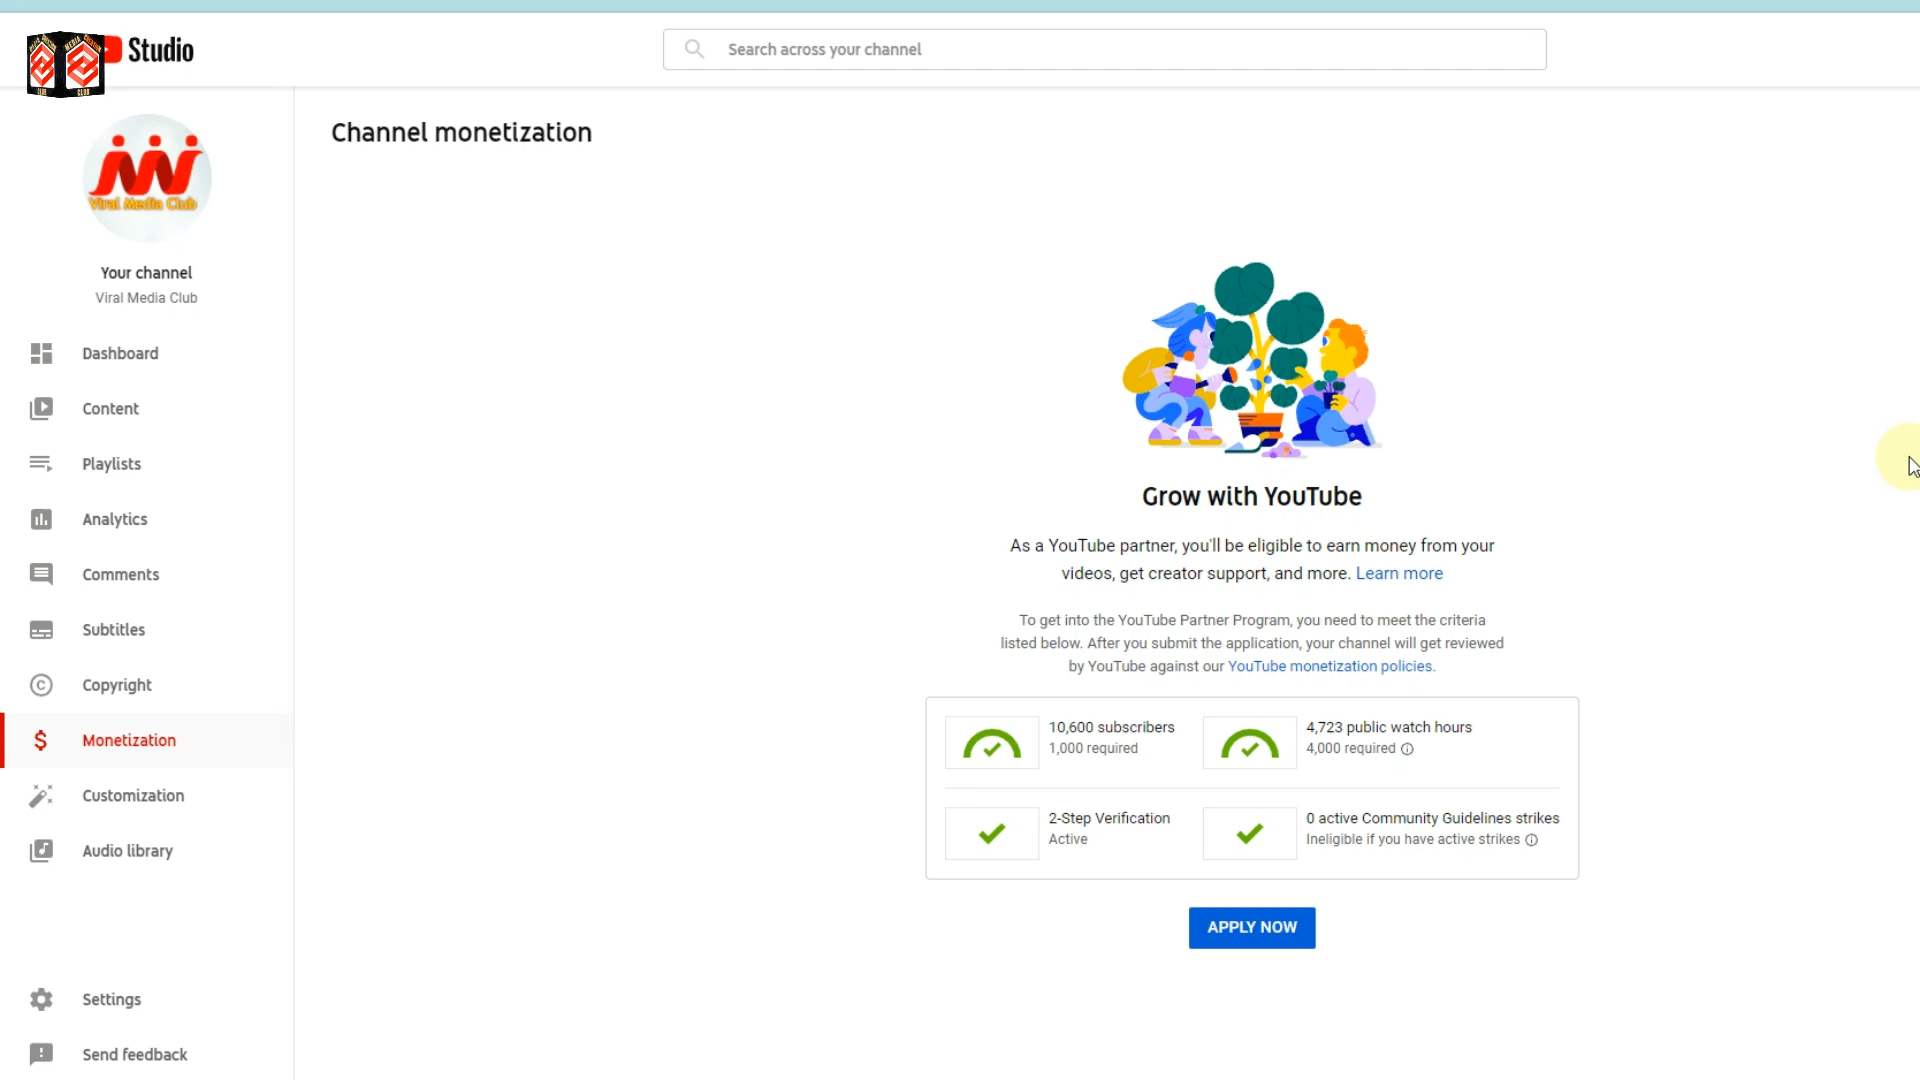 Studio
Search across your channel
Viral Media Club
Your channel
Viral Media Club
Dashboard
Content
Playlists
Analytics
Comments
Subtitles
Copyright
Monetization
Customization
Audio library
Settings
Send feedback
Channel monetization
Grow with YouTube
As a YouTube partner, you'll be eligible to earn money from your
videos, get creator support, and more. Learn more
To get into the YouTube Partner Program, you need to meet the criteria
listed below. After you submit the application, your channel will get reviewed
by YouTube against our YouTube monetization policies.
10,600 subscribers
1,000 required
4,723 public watch hours
4,000 required
2-Step Verification
Active
0 active Community Guidelines strikes
Ineligible if you have active strikes
APPLY NOW